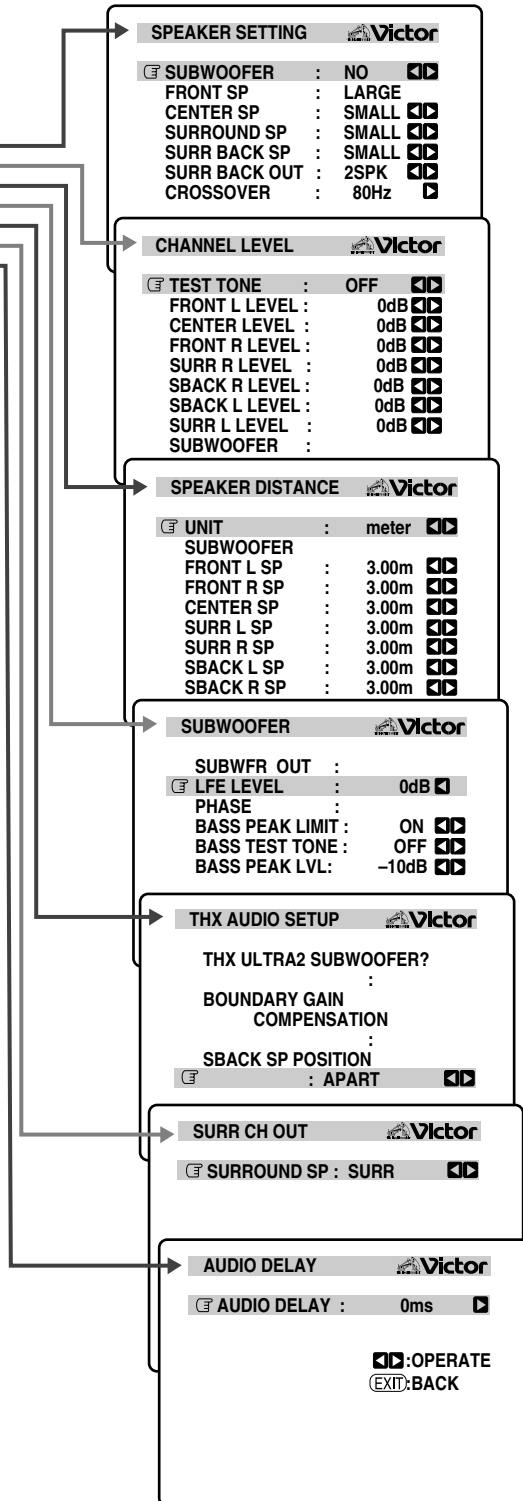 SPEAKER SETTING Victor
SUBWOOFER : NO
FRONT SP : LARGE
CENTER SP : SMALL
SURROUND SP : SMALL
SURR BACK SP : SMALL
SURR BACK OUT : 2SPK
CROSSOVER : 80Hz
CHANNEL LEVEL Victor
TEST TONE : OFF
FRONT L LEVEL : 0dB
CENTER LEVEL : 0dB
FRONT R LEVEL : 0dB
SURR R LEVEL : 0dB
SBACK R LEVEL : 0dB
SBACK L LEVEL : 0dB
SURR L LEVEL : 0dB
SUBWOOFER :
SPEAKER DISTANCE Victor
UNIT : meter
SUBWOOFER
FRONT L SP : 3.00m
FRONT R SP : 3.00m
CENTER SP : 3.00m
SURR L SP : 3.00m
SURR R SP : 3.00m
SBACK L SP : 3.00m
SBACK R SP : 3.00m
SUBWOOFER Victor
SUBWFR OUT :
LFE LEVEL : 0dB
PHASE :
BASS PEAK LIMIT : ON
BASS TEST TONE : OFF
BASS PEAK LVL: –10dB
THX AUDIO SETUP Victor
THX ULTRA2 SUBWOOFER?
:
BOUNDARY GAIN
COMPENSATION
:
SBACK SP POSITION
: APART
SURR CH OUT Victor
SURROUND SP : SURR
AUDIO DELAY Victor
AUDIO DELAY : 0ms
:OPERATE
EXIT:BACK